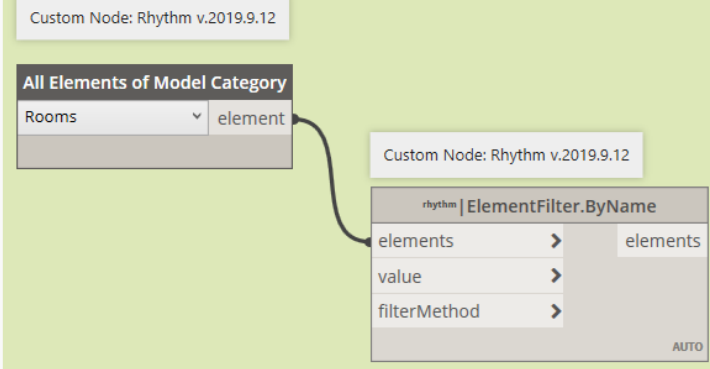 Custom Node: Rhythm v.2019.9.12
All Elements of Model Category
Rooms element
Custom Node: Rhythm v.2019.9.12
rhythm|ElementFilter.ByName
elements elements
value
filterMethod
AUTO